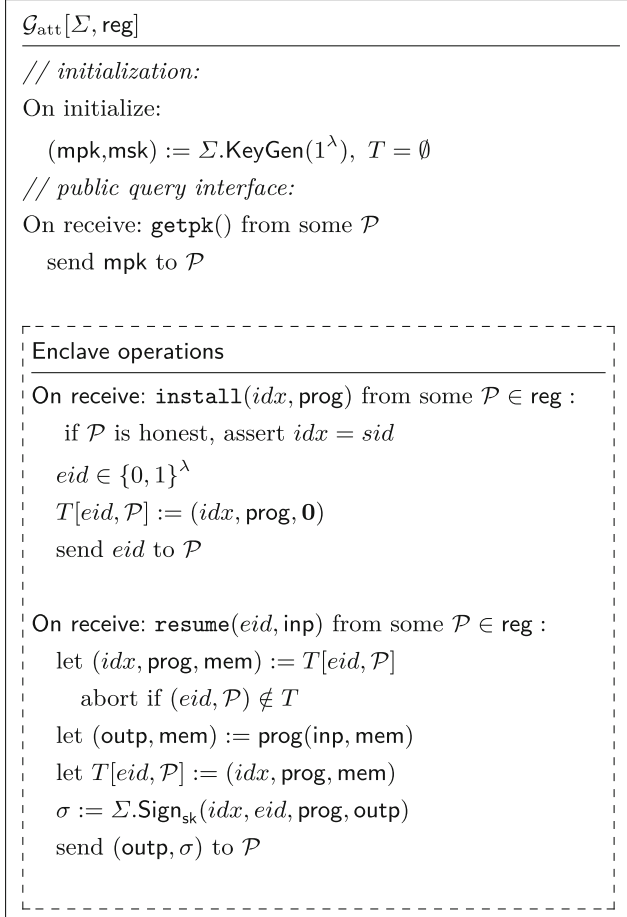 𝒢att[Σ, reg]
// initialization:
On initialize:
(mpk,msk) := Σ.KeyGen(1^λ), T = ∅
// public query interface:
On receive: getpk() from some 𝒫
send mpk to 𝒫
Enclave operations
On receive: install(idx, prog) from some 𝒫 ∈ reg :
if 𝒫 is honest, assert idx = sid
eid ∈ {0, 1}^λ
T[eid, 𝒫] := (idx, prog, 𝟎)
send eid to 𝒫
On receive: resume(eid, inp) from some 𝒫 ∈ reg :
let (idx, prog, mem) := T[eid, 𝒫]
abort if (eid, 𝒫) ∉ T
let (outp, mem) := prog(inp, mem)
let T[eid, 𝒫] := (idx, prog, mem)
σ := Σ.Sign_sk(idx, eid, prog, outp)
send (outp, σ) to 𝒫